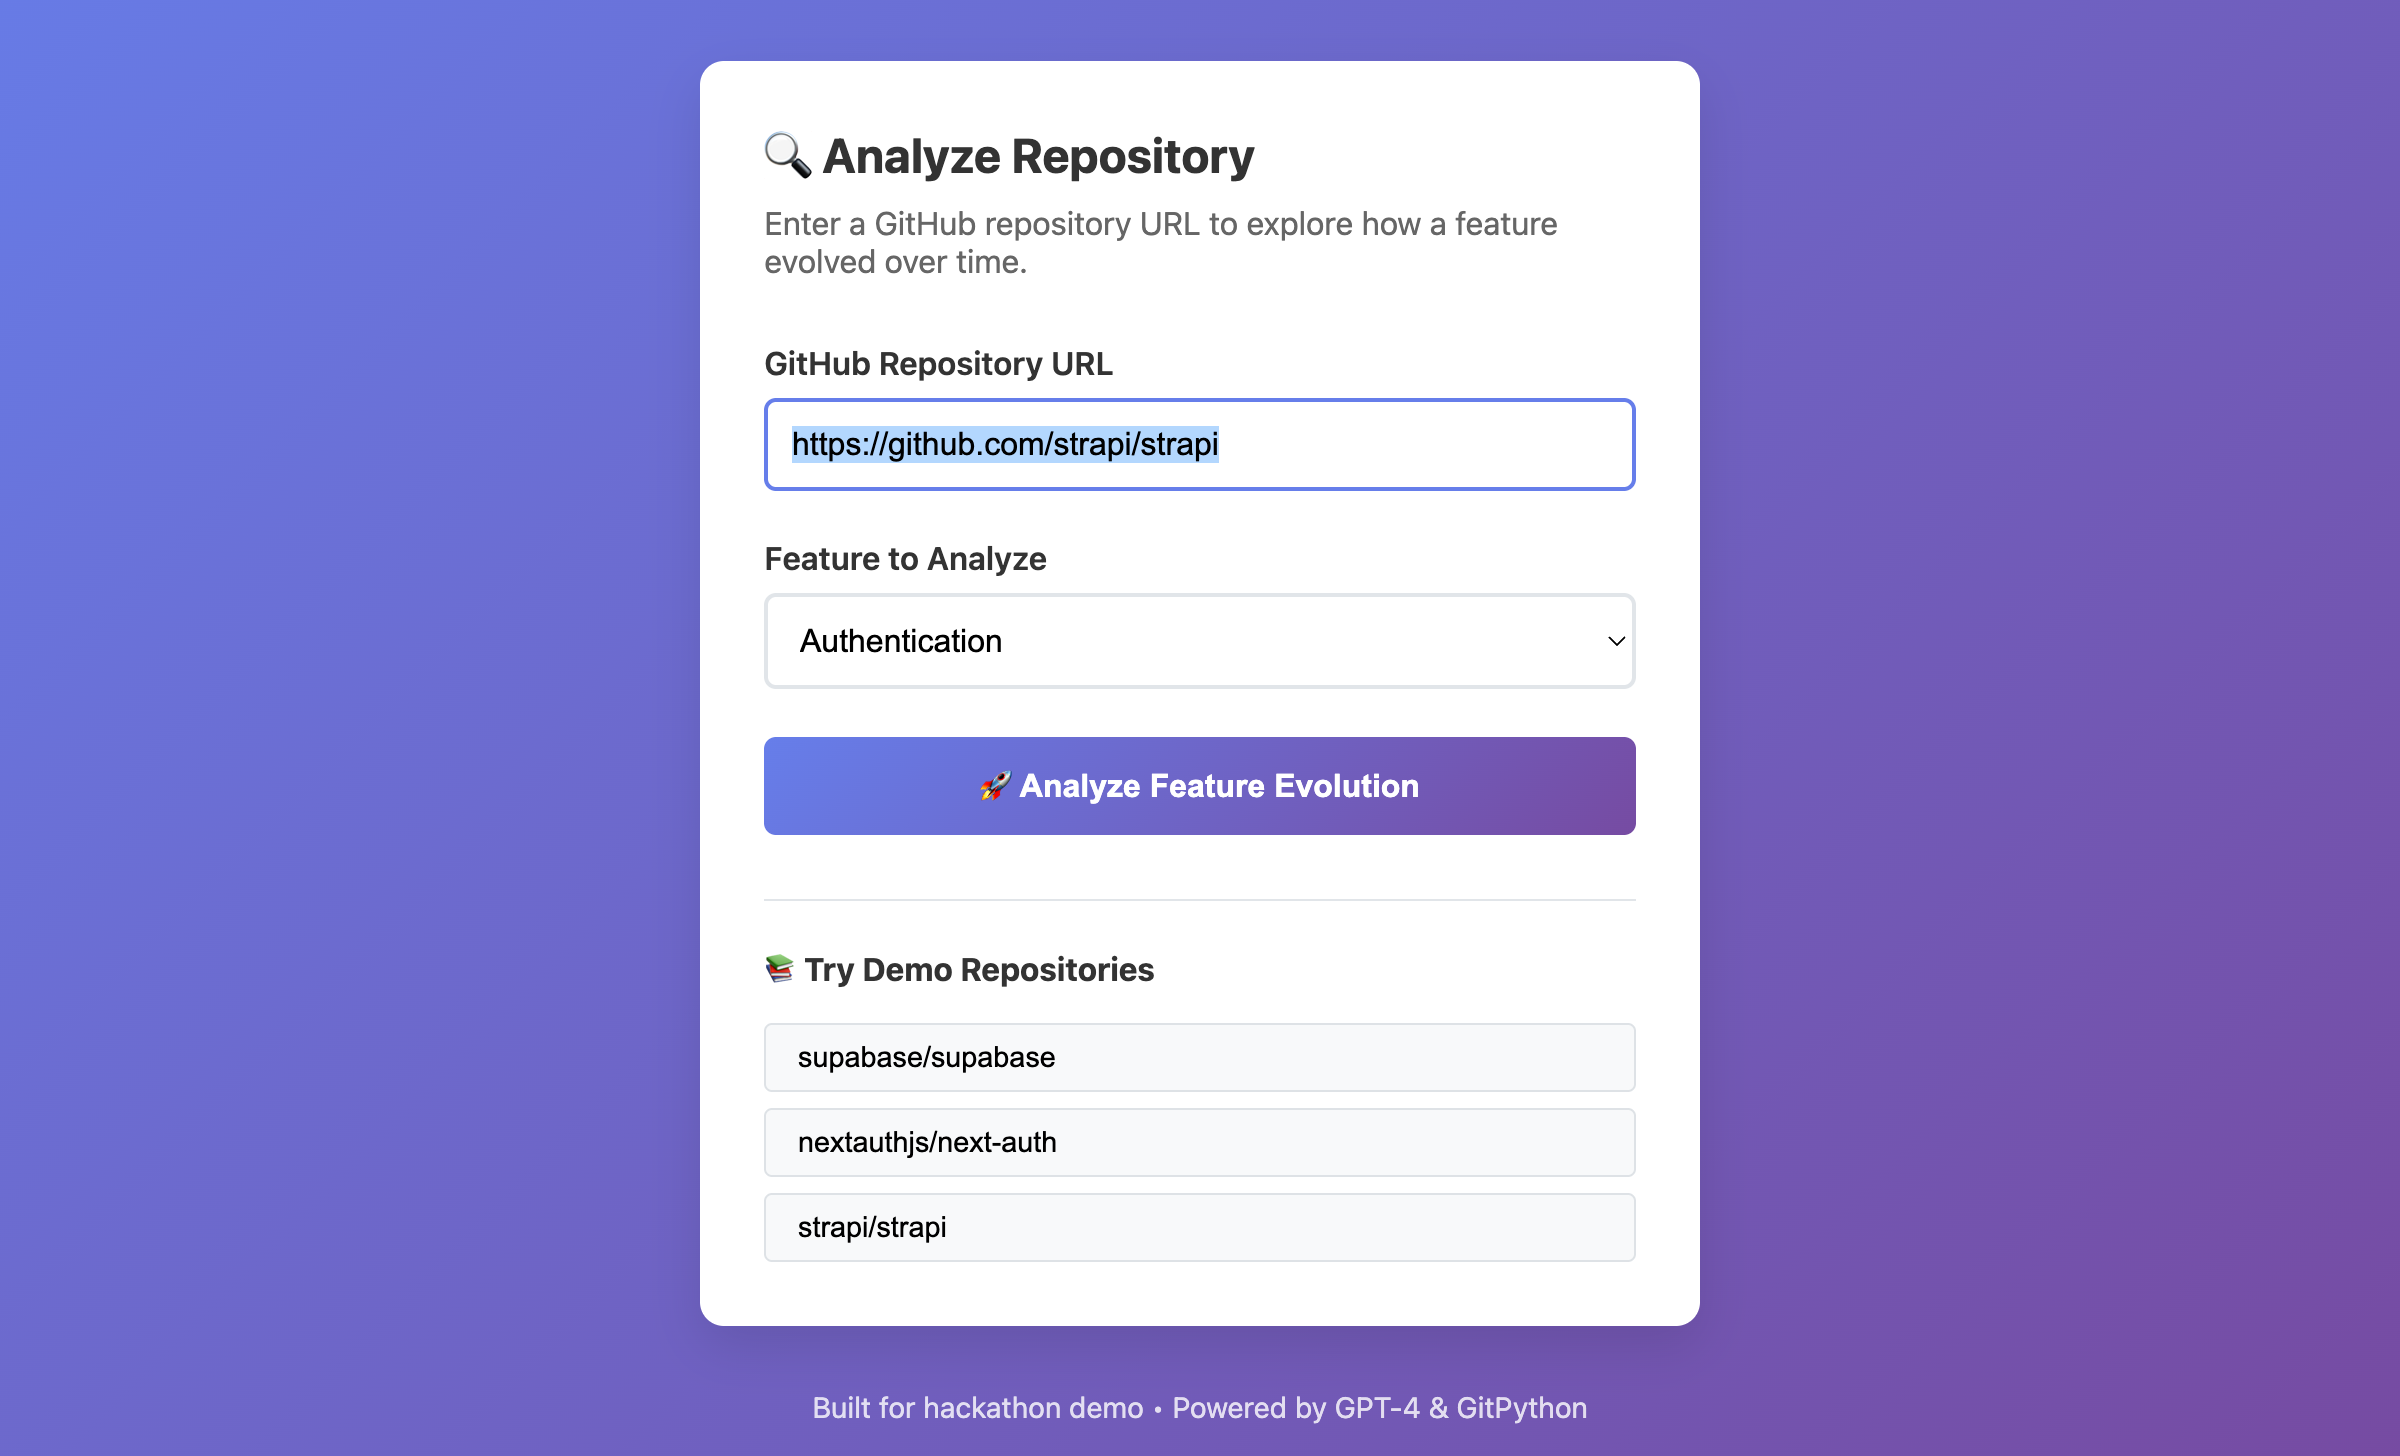 🔍 Analyze Repository
Enter a GitHub repository URL to explore how a feature
evolved over time.
GitHub Repository URL
https://github.com/strapi/strapi
Feature to Analyze
Authentication
🚀 Analyze Feature Evolution
📚 Try Demo Repositories
supabase/supabase
nextauthjs/next-auth
strapi/strapi
Built for hackathon demo • Powered by GPT-4 & GitPython